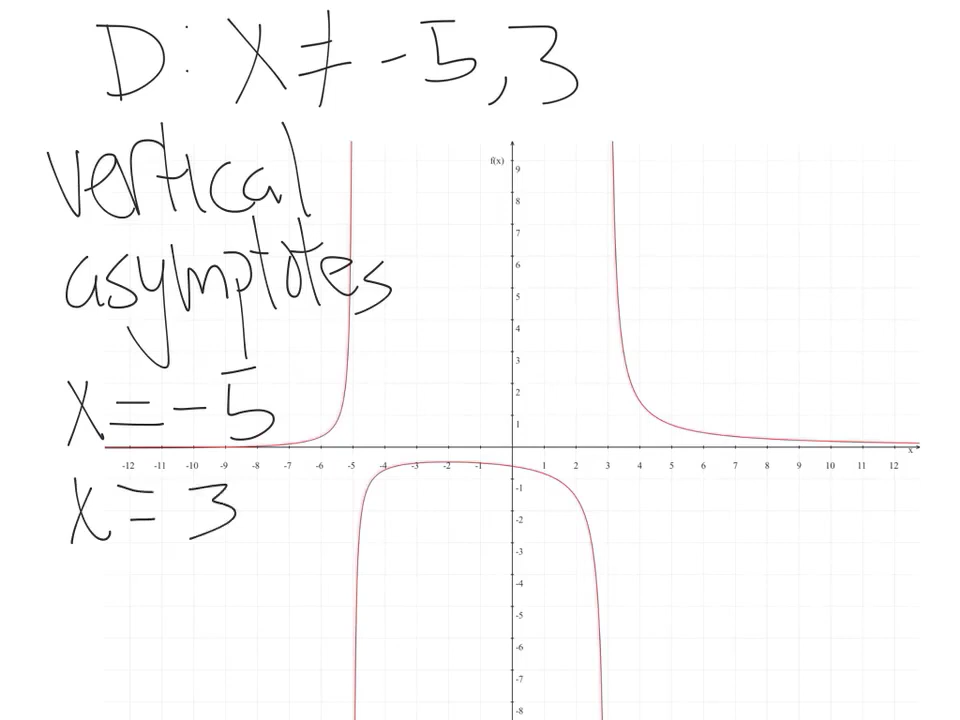 D: x ≠ -5, 3
vertical
asymptotes
x = -5
x = 3
f(x)
9
8
7
6
5
4
3
2
1
-12 -11 -10 -9 -8 -7 -6 -5 -4 -3 -2 -1 1 2 3 4 5 6 7 8 9 10 11 12 x
-1
-2
-3
-4
-5
-6
-7
-8